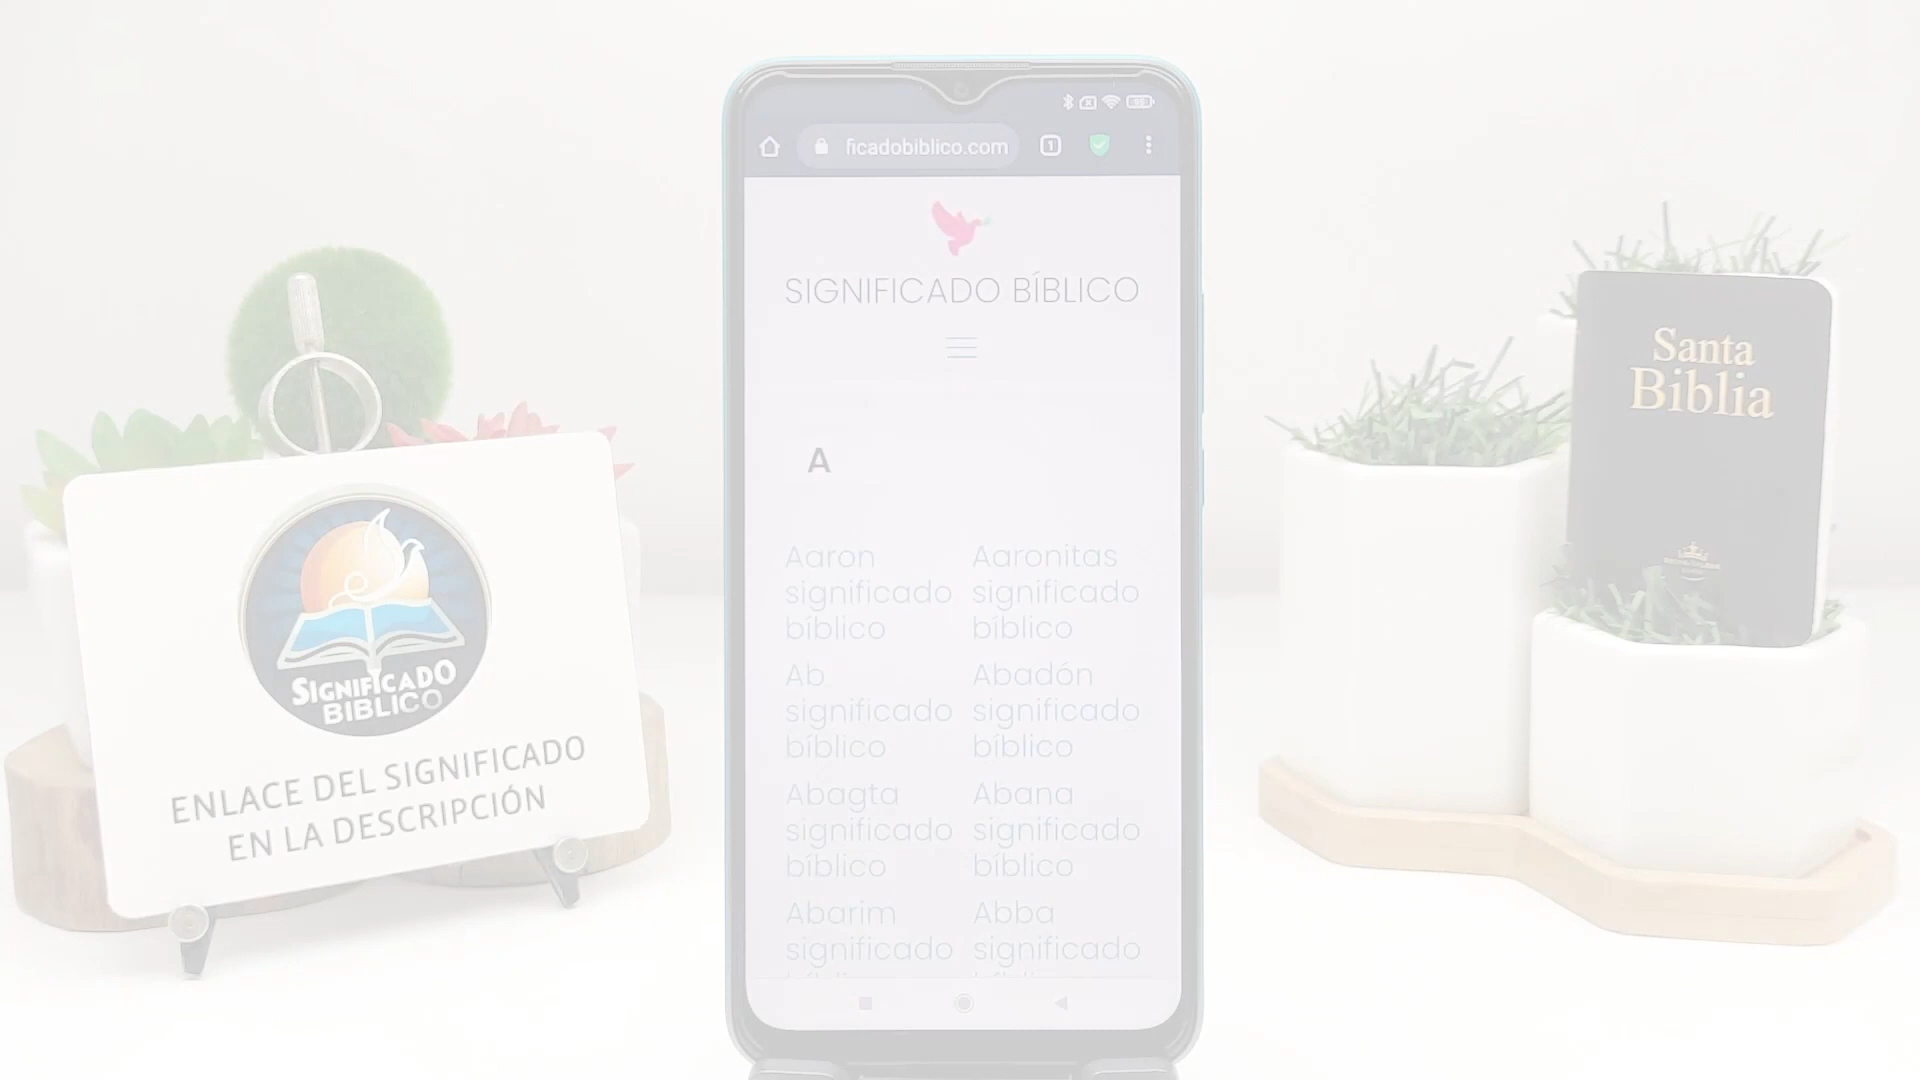 ficadobiblico.com
1
SIGNIFICADO BÍBLICO
A
Aaron
significado
bíblico
Aaronitas
significado
bíblico
Ab
significado
bíblico
Abadón
significado
bíblico
Abagta
significado
bíblico
Abana
significado
bíblico
Abarim
significado
Abba
significado
SIGNIFICADO
BIBLICO
ENLACE DEL SIGNIFICADO
EN LA DESCRIPCIÓN
Santa
Biblia